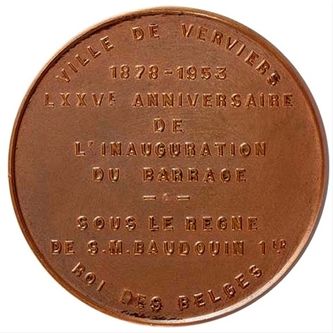 VILLE DE VERVIERS
1878-1953
LXXVE ANNIVERSAIRE
DE
L'INAUGURATION
DU BARRAGE
SOUS LE REGNE
DE S.M. BAUDOUIN 1ER
ROI DES BELGES